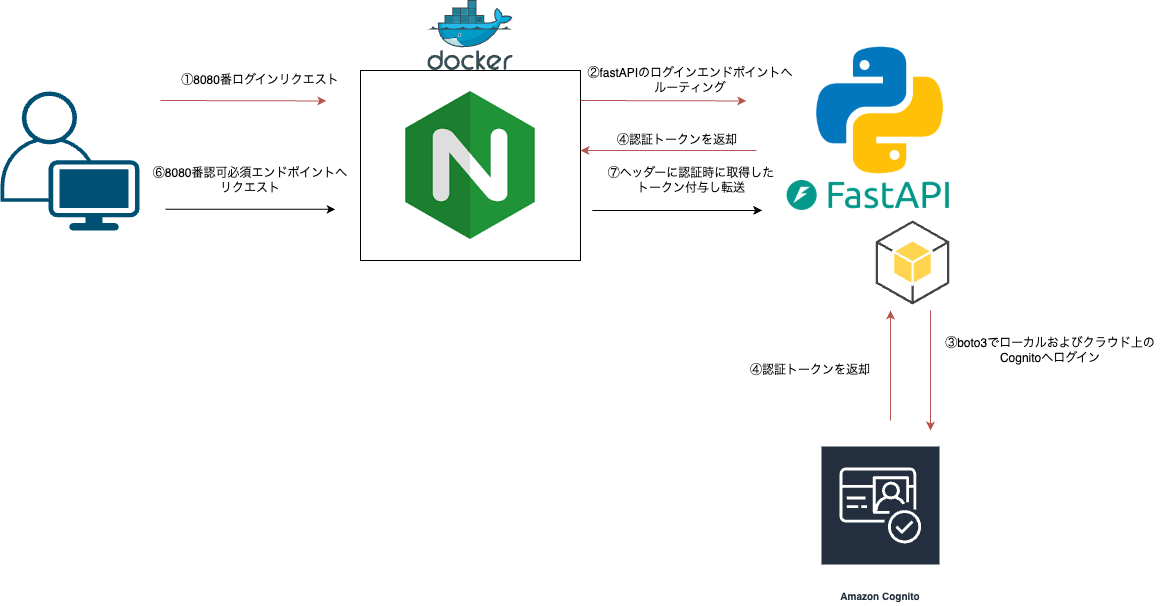 docker
①8080番ログインリクエスト
②fastAPIのログインエンドポイントへ
ルーティング
④認証トークンを返却
⑥8080番認可必須エンドポイントへ
リクエスト
⑦ヘッダーに認証時に取得した
トークン付与し転送
FastAPI
③boto3でローカルおよびクラウド上の
Cognitoへログイン
④認証トークンを返却
Amazon Cognito